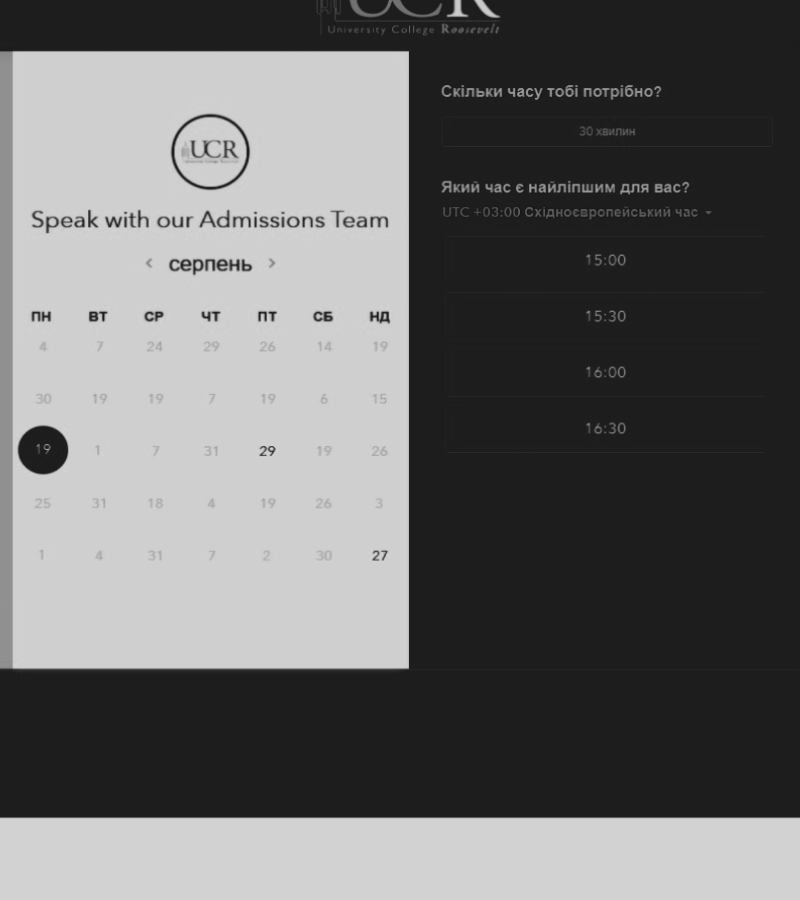 UCR
University College Roosevelt
UCR
Speak with our Admissions Team
< серпень >
ПН ВТ СР ЧТ ПТ СБ НД
4 7 24 29 26 14 19
30 19 19 7 19 6 15
19 1 7 31 29 19 26
25 31 18 4 19 26 3
1 4 31 7 2 30 27
Скільки часу тобі потрібно?
30 хвилин
Який час є найліпшим для вас?
UTC +03:00 Східноєвропейський час
15:00
15:30
16:00
16:30